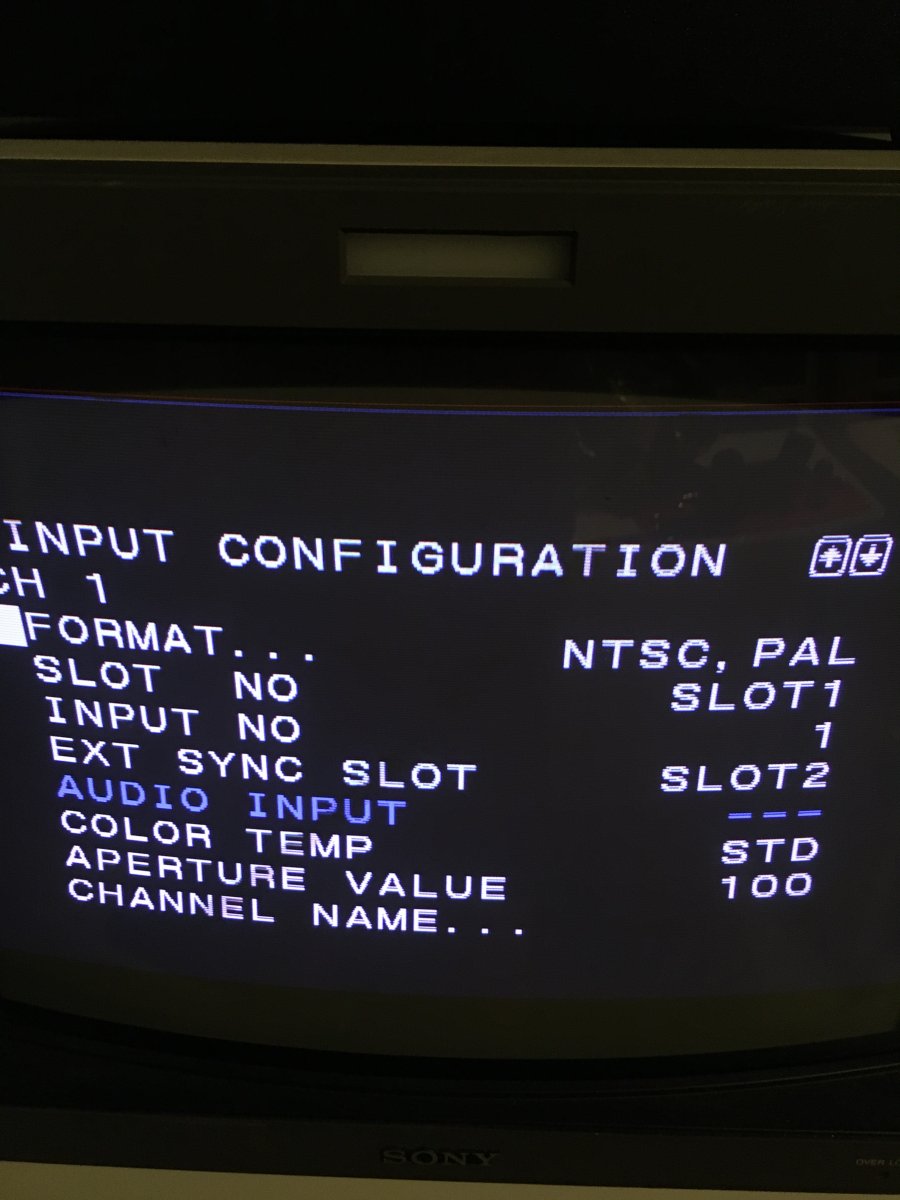 INPUT CONFIGURATION
CH 1
FORMAT... NTSC, PAL
SLOT NO SLOT1
INPUT NO 1
EXT SYNC SLOT SLOT2
AUDIO INPUT ---
COLOR TEMP STD
APERTURE VALUE 100
CHANNEL NAME...
SONY
OVER